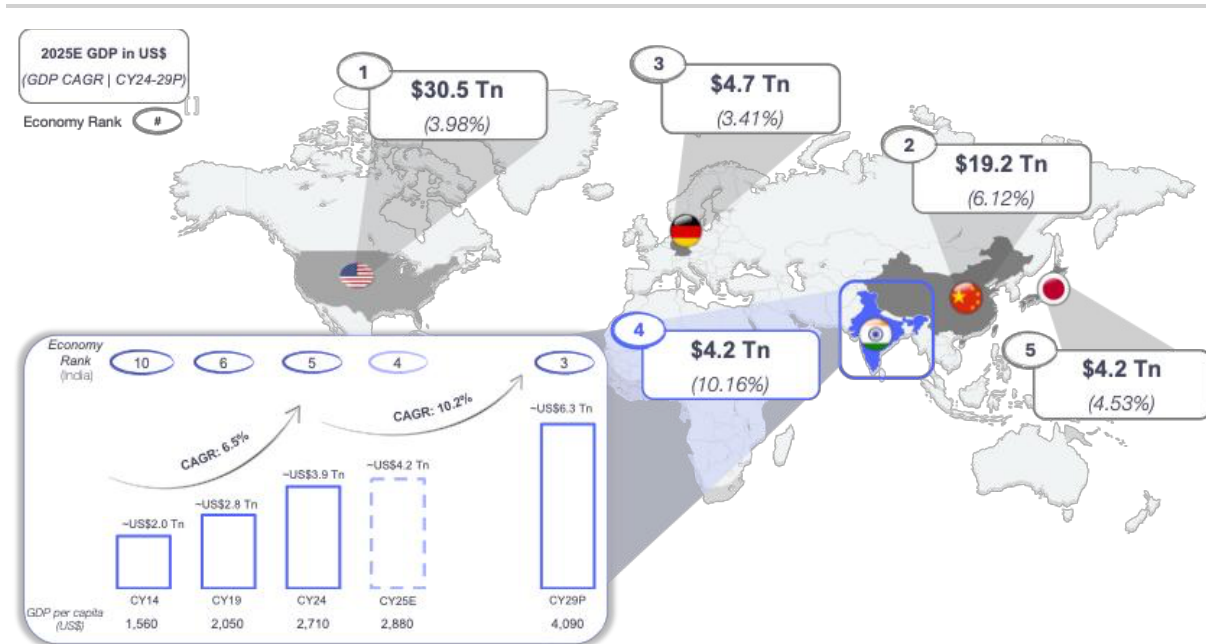 2025E GDP in US$
(GDP CAGR | CY24-29P)
Economy Rank #
1
$30.5 Tn
(3.98%)
3
$4.7 Tn
(3.41%)
2
$19.2 Tn
(6.12%)
4
$4.2 Tn
(10.16%)
5
$4.2 Tn
(4.53%)
Economy
Rank
(India)
10 6 5 4 3
CAGR: 6.5%
CAGR: 10.2%
~US$2.0 Tn
~US$2.8 Tn
~US$3.9 Tn
~US$4.2 Tn
~US$6.3 Tn
CY14 CY19 CY24 CY25E CY29P
GDP per capita
(US$)
1,560 2,050 2,710 2,880 4,090